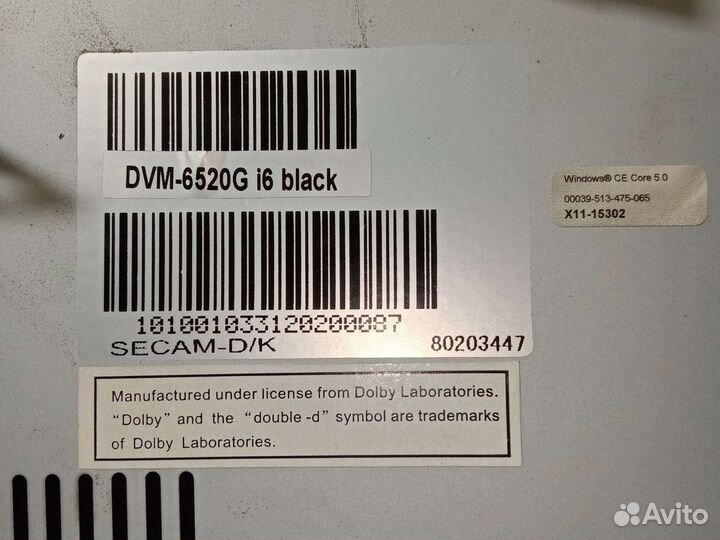 DVM-6520G i6 black
Windows® CE Core 5.0
00039-513-475-065
X11-15302
101001033120200087
SECAM-D/K 80203447
Manufactured under license from Dolby Laboratories.
“Dolby” and the “double -d” symbol are trademarks
of Dolby Laboratories.
Avito